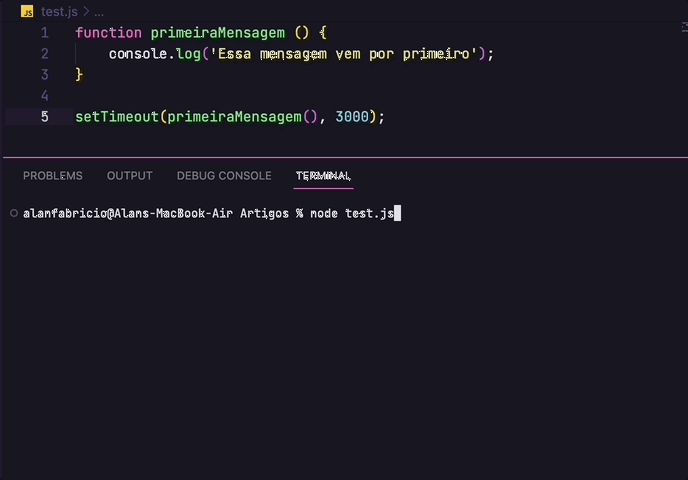 JS test.js > ...
1 function primeiraMensagem () {
2 console.log('Essa mensagem vem por primeiro');
3 }
4
5 setTimeout(primeiraMensagem(), 3000);
PROBLEMS OUTPUT DEBUG CONSOLE TERMINAL
alanfabricio@Alans-MacBook-Air Artigos % node test.js